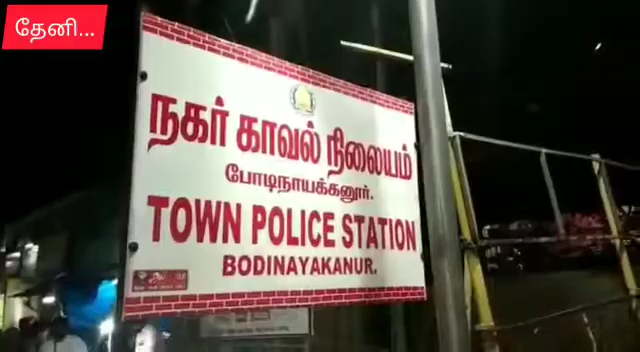 தேனி...
நகர் காவல் நிலையம்
போடிநாயக்கனூர்.
TOWN POLICE STATION
BODINAYAKANUR.